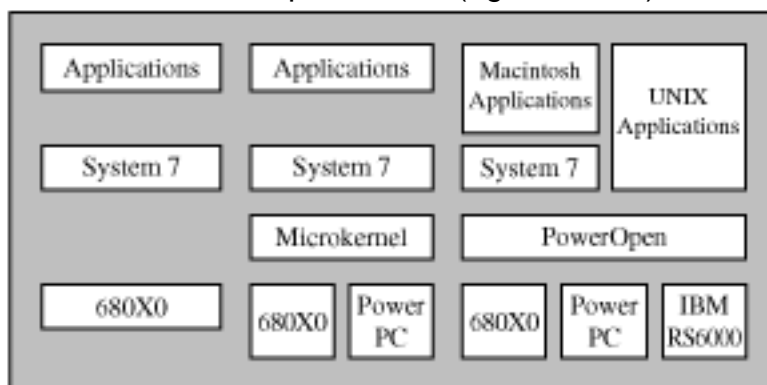 Applications
Applications
Macintosh
Applications
UNIX
Applications
System 7
System 7
System 7
Microkernel
PowerOpen
680X0
680X0
Power
PC
680X0
Power
PC
IBM
RS6000